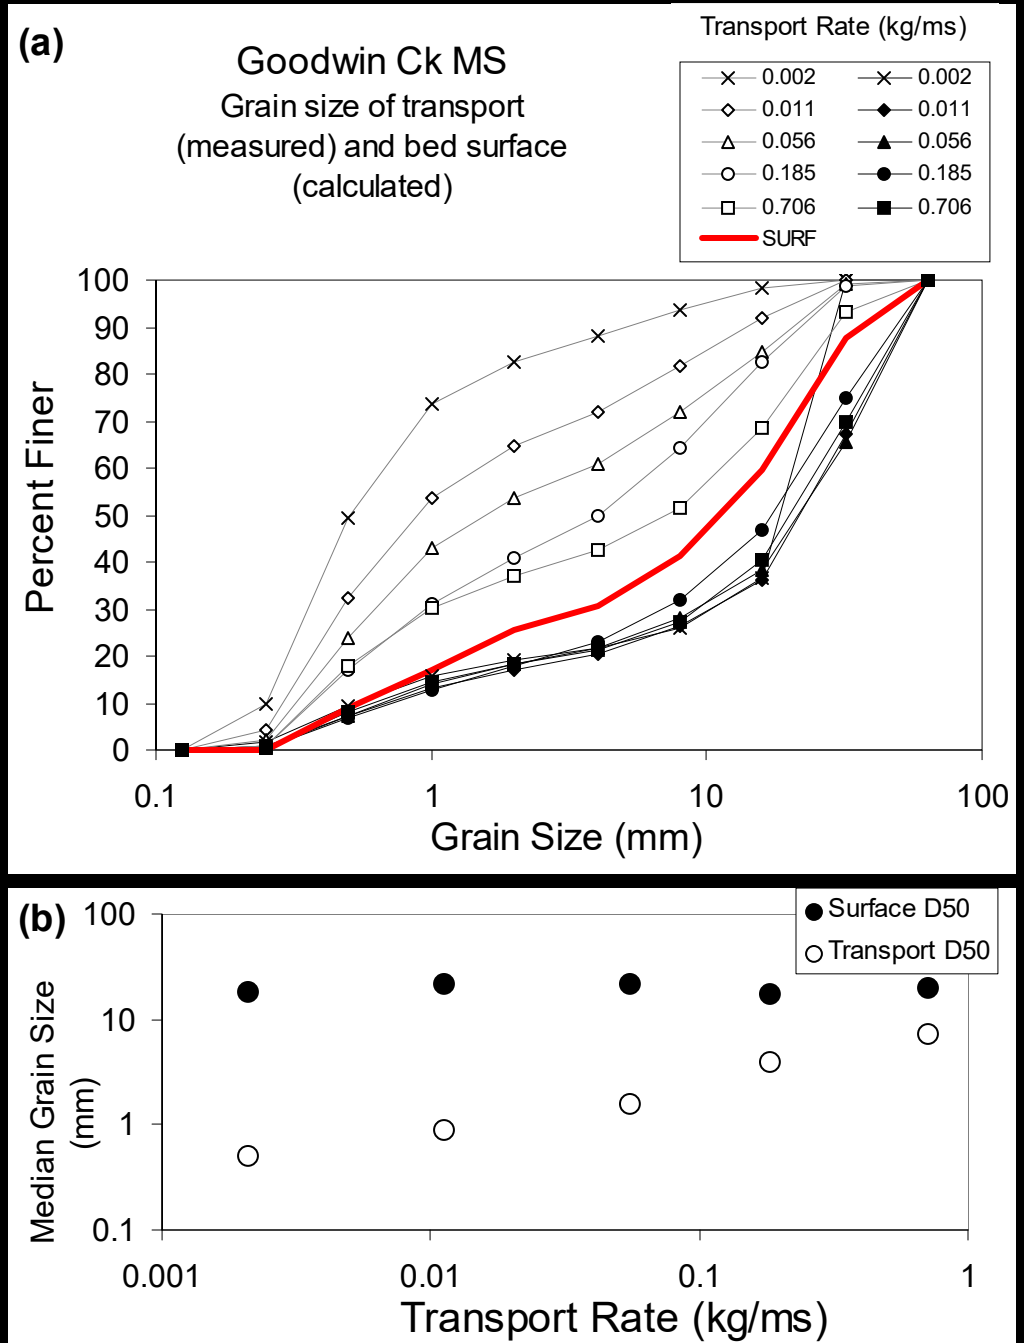 (a)
Goodwin Ck MS
Grain size of transport
(measured) and bed surface
(calculated)
Transport Rate (kg/ms)
0.002 0.002
0.011 0.011
0.056 0.056
0.185 0.185
0.706 0.706
SURF
100
90
80
70
60
50
40
30
20
10
0
Percent Finer
0.1 1 10 100
Grain Size (mm)
(b)
Surface D50
Transport D50
100
10
1
0.1
Median Grain Size
(mm)
0.001 0.01 0.1 1
Transport Rate (kg/ms)